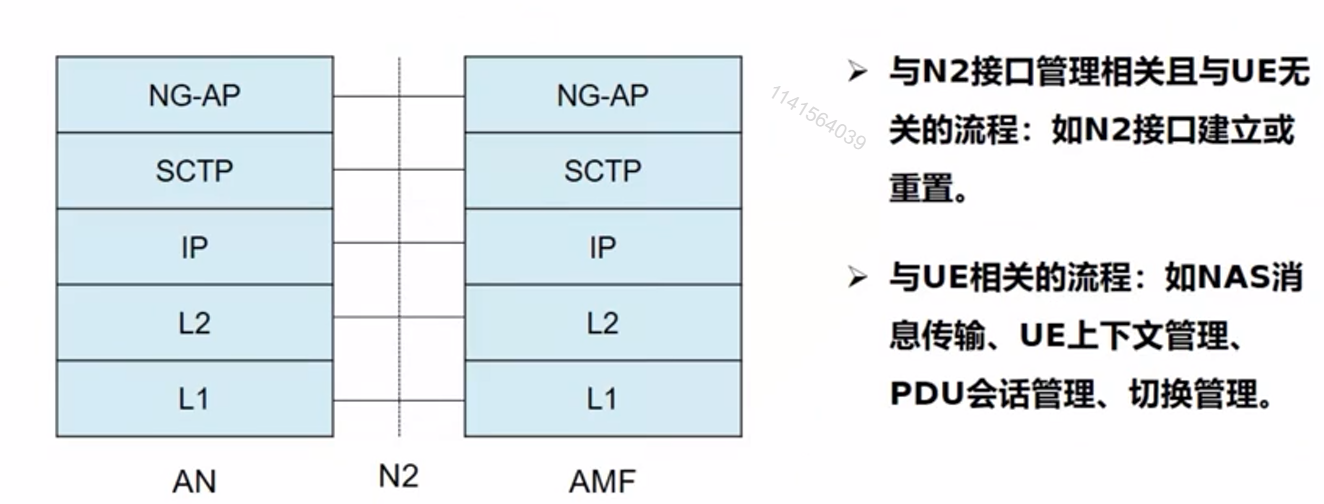 NG-AP
NG-AP
SCTP
SCTP
IP
IP
L2
L2
L1
L1
AN
N2
AMF
➢ 与N2接口管理相关且与UE无
关的流程：如N2接口建立或
重置。
➢ 与UE相关的流程：如NAS消
息传输、UE上下文管理、
PDU会话管理、切换管理。
1141564039